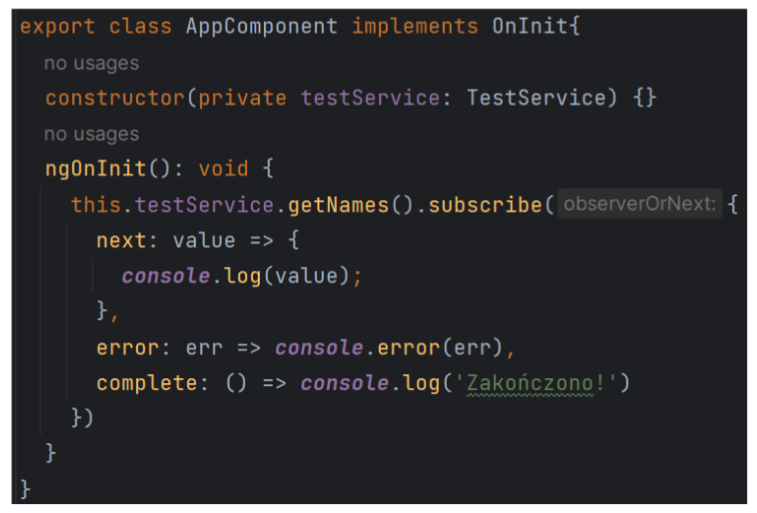 export class AppComponent implements OnInit{
no usages
constructor(private testService: TestService) {}
no usages
ngOnInit(): void {
this.testService.getNames().subscribe( observerOrNext: {
next: value => {
console.log(value);
},
error: err => console.error(err),
complete: () => console.log('Zakończono!')
})
}
}